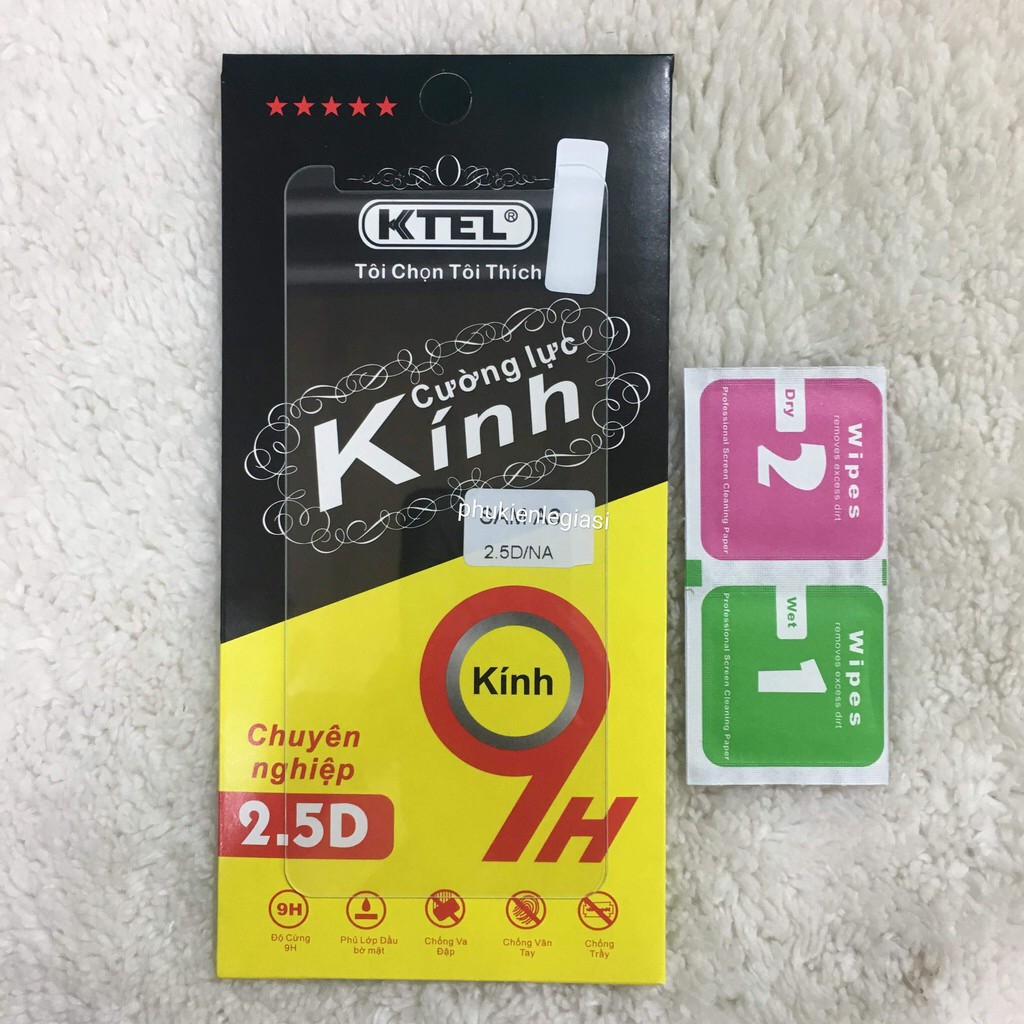 KTEL®
Tôi Chọn Tôi Thích
Cường lực
Kính
phukienlegiasi
2.5D/NA
Kính
9H
Chuyên
nghiệp
2.5D
9H
Độ Cứng
9H
Phủ Lớp Dầu
bờ mặt
Chống Va
Đập
Chống Vân
Tay
Chống
Trầy
Wipes
removes excess dirt
Dry
2
Professional Screen Cleaning Paper
Wipes
removes excess dirt
Wet
1
Professional Screen Cleaning Paper